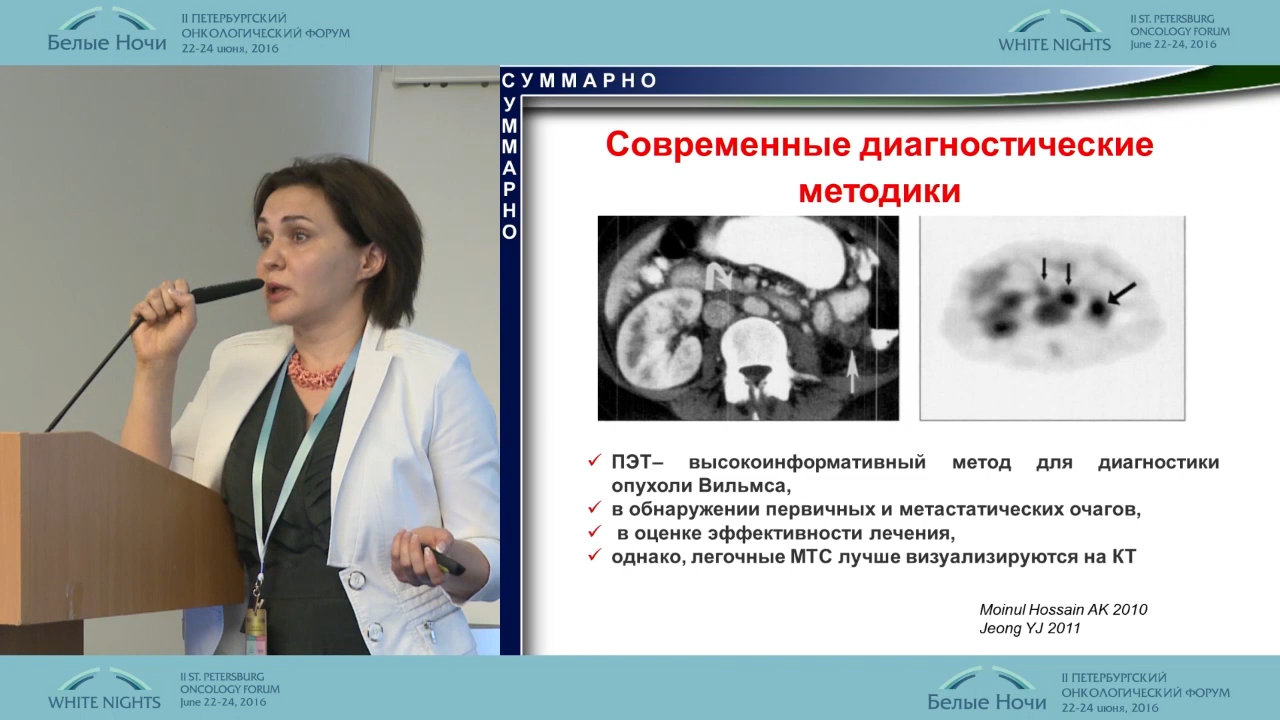 Белые Ночи
II ПЕТЕРБУРГСКИЙ
ОНКОЛОГИЧЕСКИЙ ФОРУМ
22-24 июня, 2016
WHITE NIGHTS
II ST. PETERSBURG
ONCOLOGY FORUM
June 22-24, 2016
СУММАРНО
УММАРНО
Современные диагностические
методики
ПЭТ– высокоинформативный метод для диагностики
опухоли Вильмса,
в обнаружении первичных и метастатических очагов,
в оценке эффективности лечения,
однако, легочные МТС лучше визуализируются на КТ
Moinul Hossain AK 2010
Jeong YJ 2011
WHITE NIGHTS
II ST. PETERSBURG
ONCOLOGY FORUM
June 22-24, 2016
Белые Ночи
II ПЕТЕРБУРГСКИЙ
ОНКОЛОГИЧЕСКИЙ ФОРУМ
22-24 июня, 2016